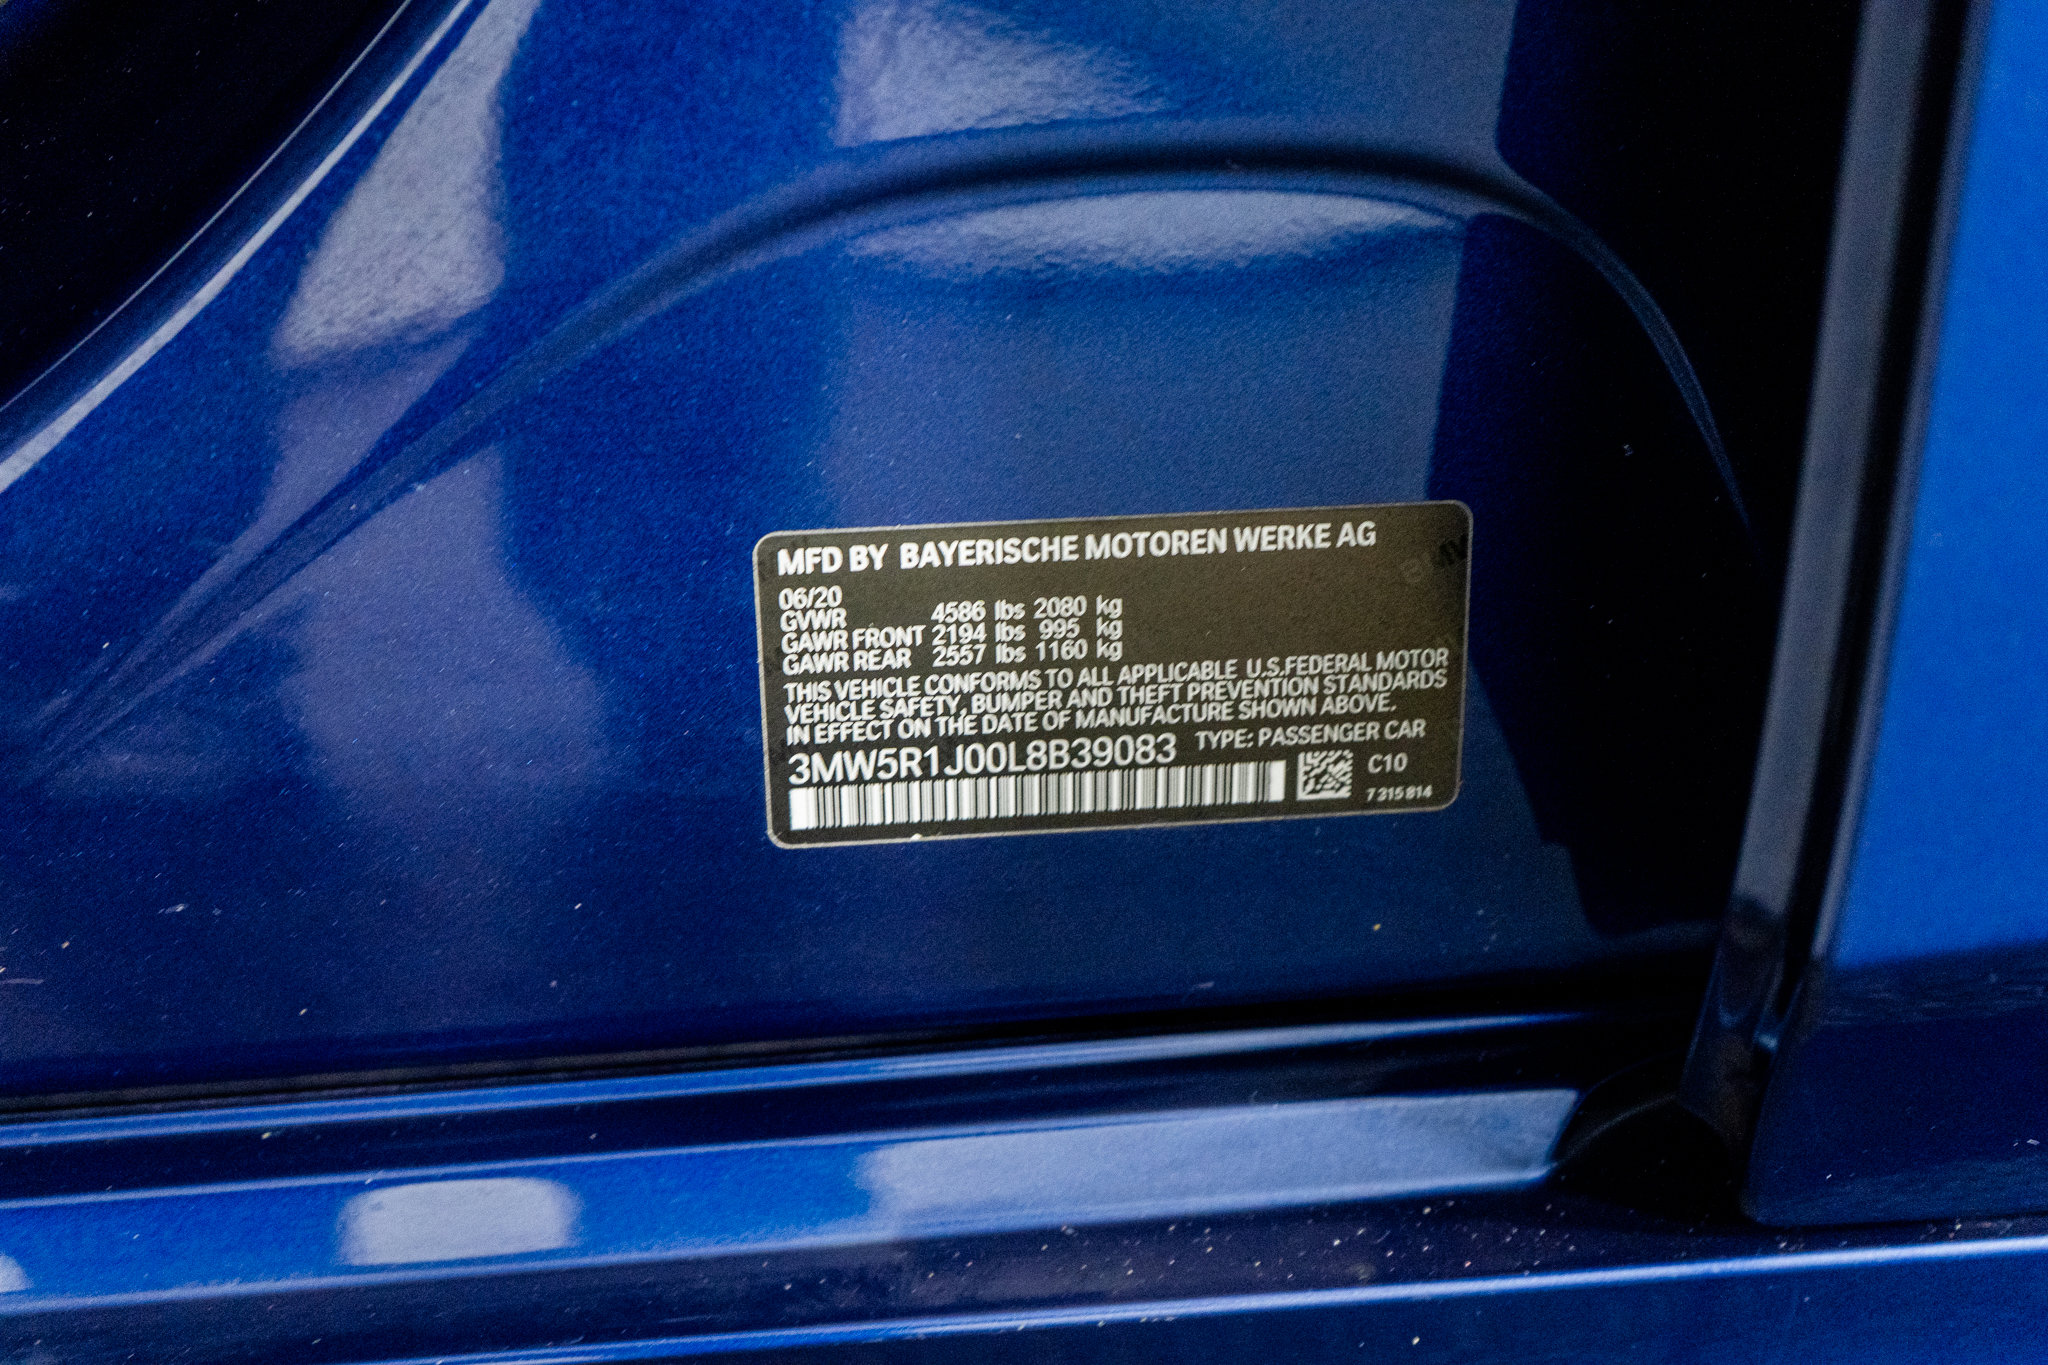 MFD BY BAYERISCHE MOTOREN WERKE AG
06/20
GVWR 4586 lbs 2080 kg
GAWR FRONT 2194 lbs 995 kg
GAWR REAR 2557 lbs 1160 kg
THIS VEHICLE CONFORMS TO ALL APPLICABLE U.S.FEDERAL MOTOR
VEHICLE SAFETY, BUMPER AND THEFT PREVENTION STANDARDS
IN EFFECT ON THE DATE OF MANUFACTURE SHOWN ABOVE.
3MW5R1J00L8B39083 TYPE: PASSENGER CAR
C10
7 315 814